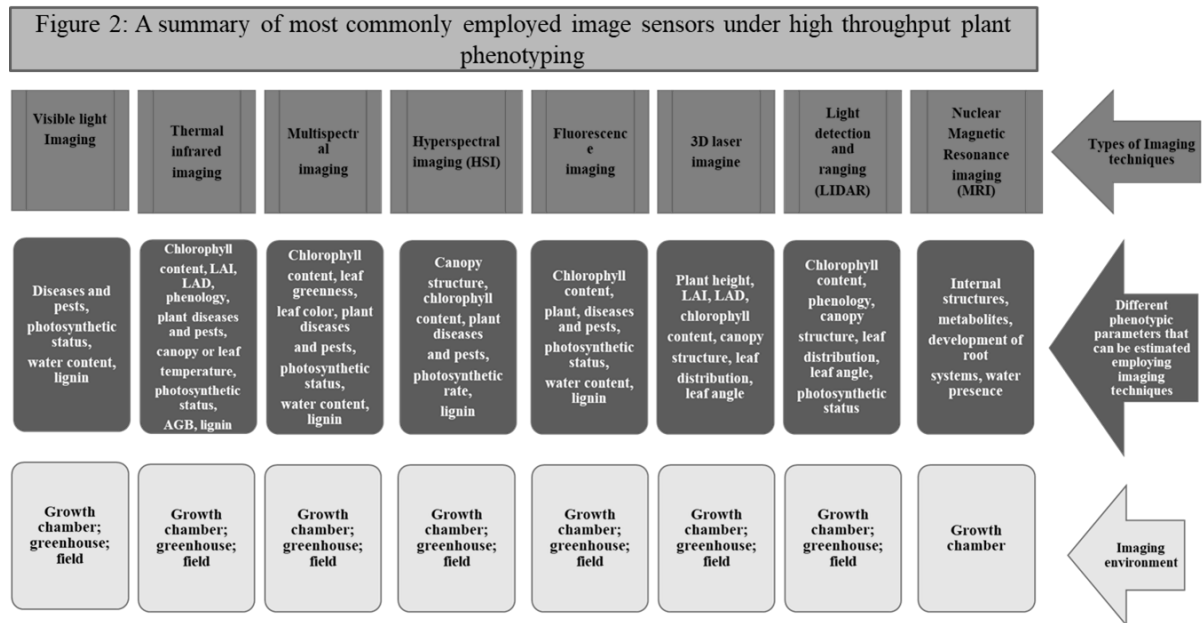 Figure 2: A summary of most commonly employed image sensors under high throughput plant
phenotyping
Visible light
Imaging
Thermal
infrared
imaging
Multispectr
al
imaging
Hyperspectral
imaging (HSI)
Fluorescenc
e
imaging
3D laser
imagine
Light
detection
and
ranging
(LIDAR)
Nuclear
Magnetic
Resonance
imaging
(MRI)
Types of Imaging
techniques
Diseases and
pests,
photosynthetic
status,
water content,
lignin
Chlorophyll
content, LAI,
LAD,
phenology,
plant diseases
and pests,
canopy or leaf
temperature,
photosynthetic
status,
AGB, lignin
Chlorophyll
content, leaf
greenness,
leaf color, plant
diseases
and pests,
photosynthetic
status,
water content,
lignin
Canopy
structure,
chlorophyll
content, plant
diseases
and pests,
photosynthetic
rate,
lignin
Chlorophyll
content,
plant, diseases
and pests,
photosynthetic
status,
water content,
lignin
Plant height,
LAI, LAD,
chlorophyll
content, canopy
structure, leaf
distribution,
leaf angle
Chlorophyll
content,
phenology,
canopy
structure, leaf
distribution,
leaf angle,
photosynthetic
status
Internal
structures,
metabolites,
development of
root
systems, water
presence
Different
phenotypic
parameters that
can be estimated
employing
imaging
techniques
Growth
chamber;
greenhouse;
field
Growth
chamber;
greenhouse;
field
Growth
chamber;
greenhouse;
field
Growth
chamber;
greenhouse;
field
Growth
chamber;
greenhouse;
field
Growth
chamber;
greenhouse;
field
Growth
chamber;
greenhouse;
field
Growth
chamber
Imaging
environment